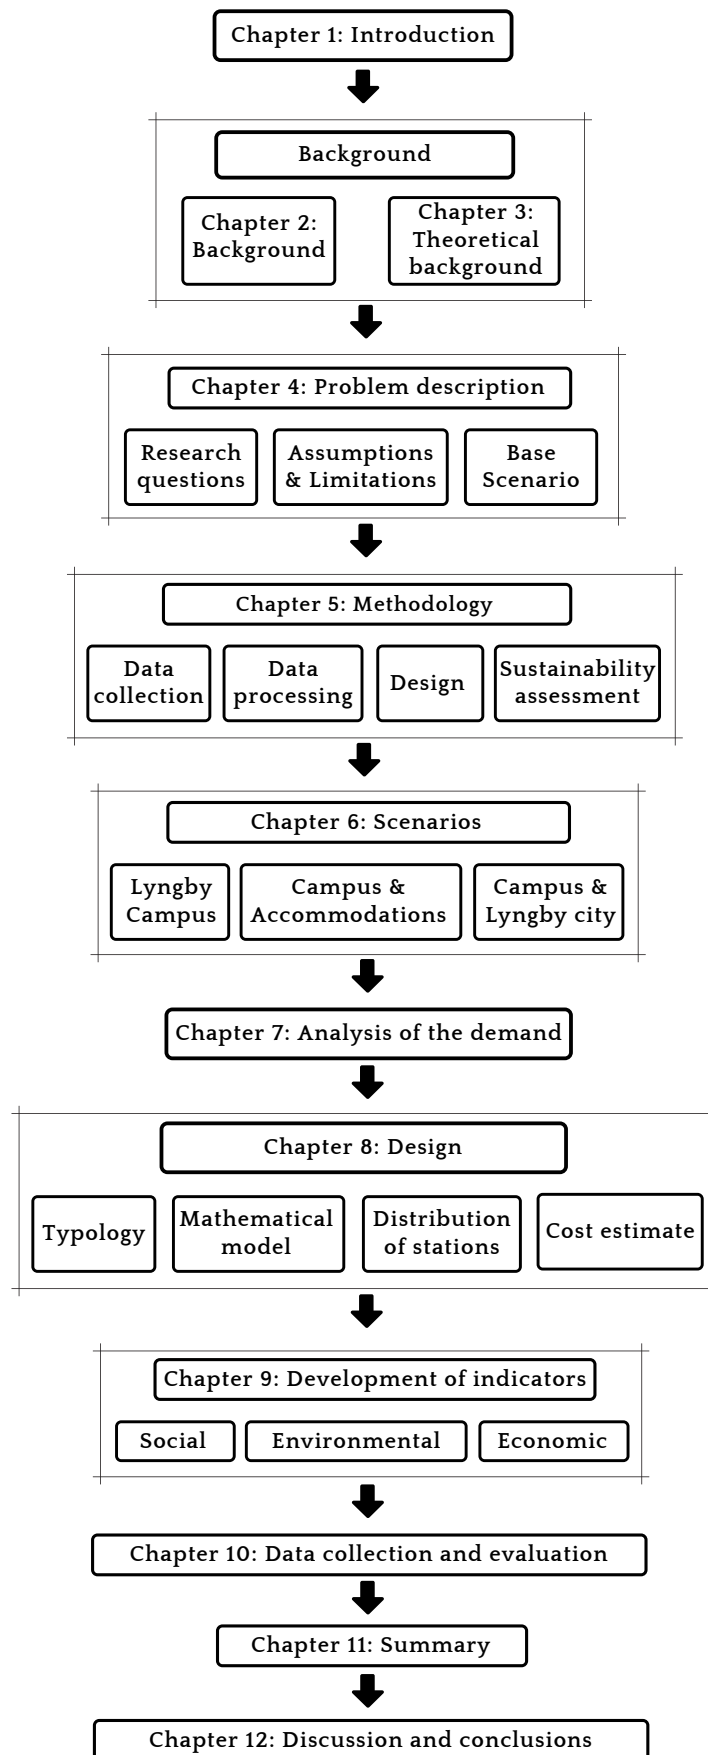 Chapter 1: Introduction
Background
Chapter 2:
Background
Chapter 3:
Theoretical
background
Chapter 4: Problem description
Research
questions
Assumptions
& Limitations
Base
Scenario
Chapter 5: Methodology
Data
collection
Data
processing
Design
Sustainability
assessment
Chapter 6: Scenarios
Lyngby
Campus
Campus &
Accommodations
Campus &
Lyngby city
Chapter 7: Analysis of the demand
Chapter 8: Design
Typology
Mathematical
model
Distribution
of stations
Cost estimate
Chapter 9: Development of indicators
Social
Environmental
Economic
Chapter 10: Data collection and evaluation
Chapter 11: Summary
Chapter 12: Discussion and conclusions